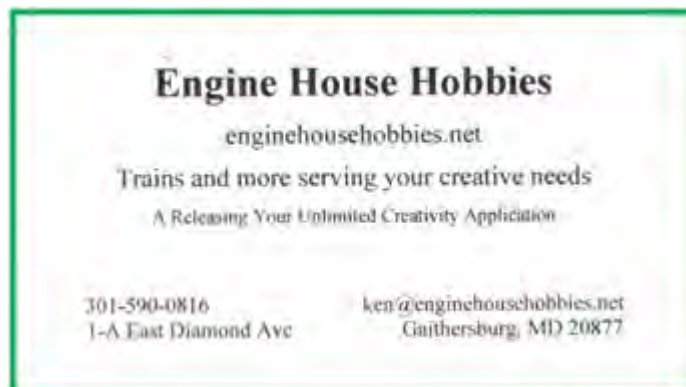 Engine House Hobbies
enginehousehobbies.net
Trains and more serving your creative needs
A Releasing Your Unlimited Creativity Application
301-590-0816 ken@enginehousehobbies.net
1-A East Diamond Ave Gaithersburg, MD 20877